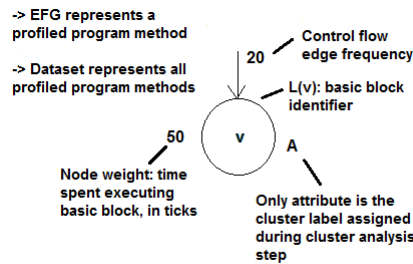 -> EFG represents a
profiled program method
-> Dataset represents all
profiled program methods
20
Control flow
edge frequency
L(v): basic block
identifier
50
v
A
Node weight: time
spent executing
basic block, in ticks
Only attribute is the
cluster label assigned
during cluster analysis
step